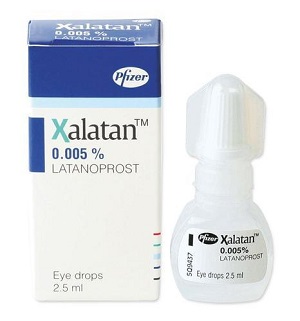 Pfizer
Xalatan™
0.005 %
LATANOPROST
Eye drops
2.5 ml
Pfizer Xalatan™
0.005%
LATANOPROST
Eye drops 2.5 ml
5Q9437